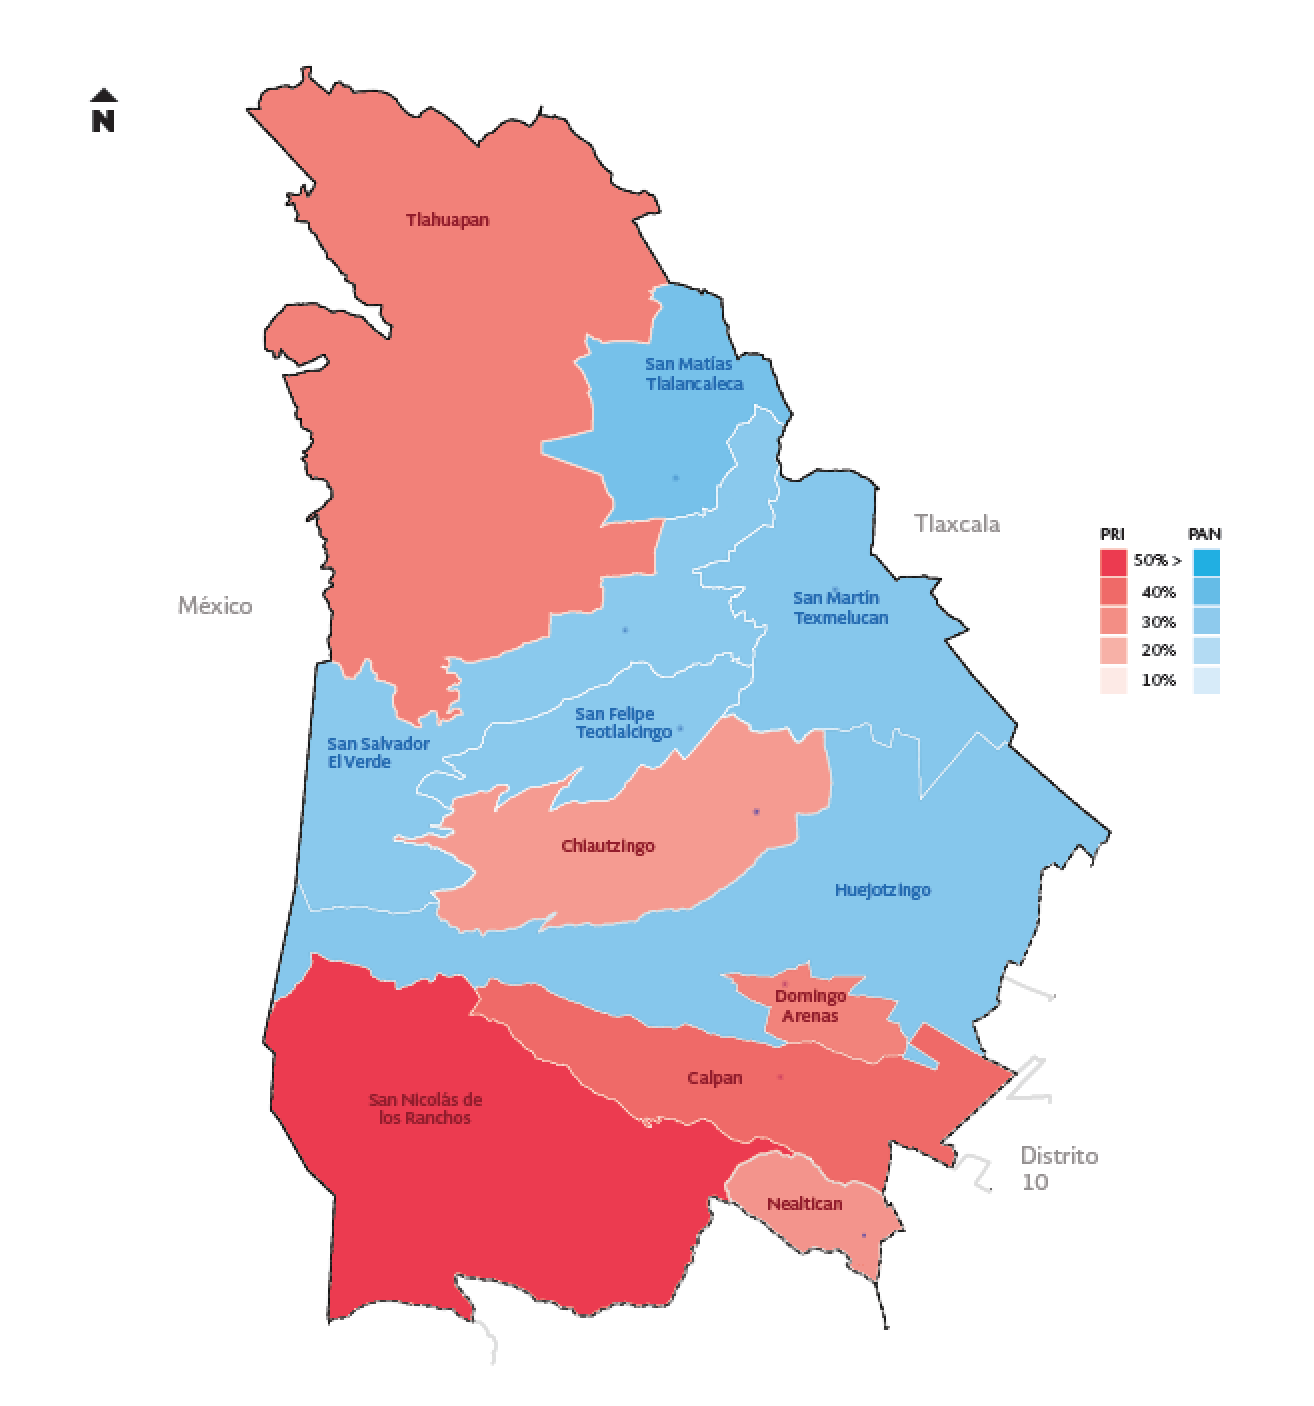 N
Tlahuapan
San Matías
Tlalancaleca
Tlaxcala
PRI PAN
50% >
40%
30%
20%
10%
México
San Martín
Texmelucan
San Felipe
Teotlalcingo
San Salvador
El Verde
Chiautzingo
Huejotzingo
Domingo
Arenas
Calpan
San Nicolás de
los Ranchos
Distrito
10
Nealtican